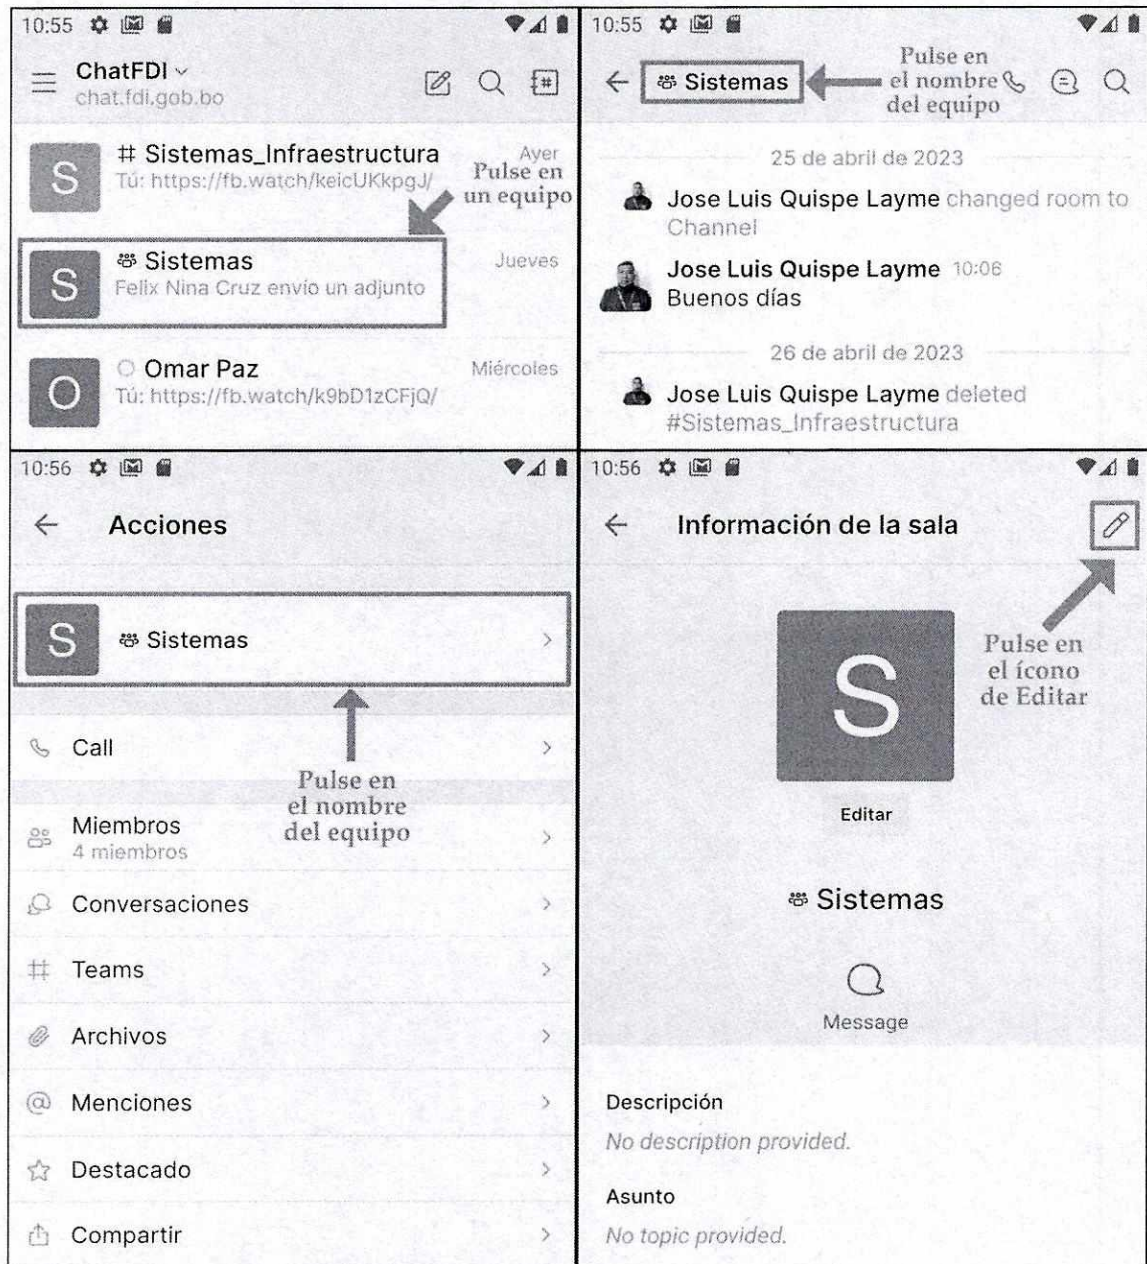 10:55
ChatFDI
chat.fdi.gob.bo
S
# Sistemas_Infraestructura
Ayer
Tú: https://fb.watch/keicUKkpgJ/
Pulse en
un equipo
S
Sistemas
Jueves
Felix Nina Cruz envío un adjunto
O
Omar Paz
Miércoles
Tú: https://fb.watch/k9bD1zCFjQ/
10:55
Sistemas
Pulse en
el nombre
del equipo
25 de abril de 2023
Jose Luis Quispe Layme changed room to
Channel
Jose Luis Quispe Layme 10:06
Buenos días
26 de abril de 2023
Jose Luis Quispe Layme deleted
#Sistemas_Infraestructura
10:56
Acciones
S
Sistemas
Call
Pulse en
el nombre
del equipo
Miembros
4 miembros
Conversaciones
Teams
Archivos
Menciones
Destacado
Compartir
10:56
Información de la sala
Pulse en
el ícono
de Editar
S
Editar
Sistemas
Message
Descripción
No description provided.
Asunto
No topic provided.